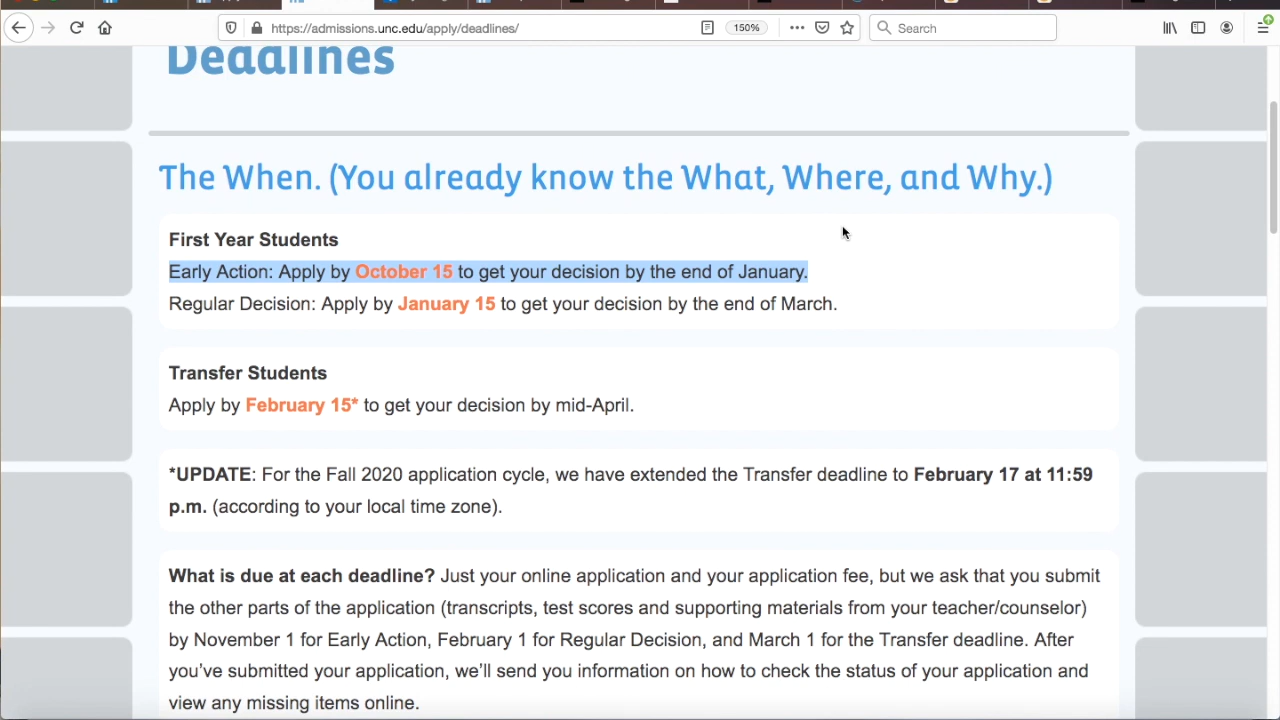 https://admissions.unc.edu/apply/deadlines/
150%
Search
Deadlines
The When. (You already know the What, Where, and Why.)
First Year Students
Early Action: Apply by October 15 to get your decision by the end of January.
Regular Decision: Apply by January 15 to get your decision by the end of March.
Transfer Students
Apply by February 15* to get your decision by mid-April.
*UPDATE: For the Fall 2020 application cycle, we have extended the Transfer deadline to February 17 at 11:59
p.m. (according to your local time zone).
What is due at each deadline? Just your online application and your application fee, but we ask that you submit
the other parts of the application (transcripts, test scores and supporting materials from your teacher/counselor)
by November 1 for Early Action, February 1 for Regular Decision, and March 1 for the Transfer deadline. After
you’ve submitted your application, we’ll send you information on how to check the status of your application and
view any missing items online.